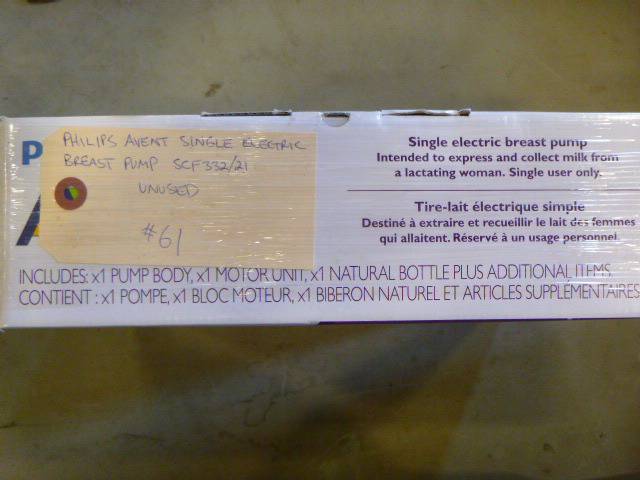 PHILIPS AVENT SINGLE ELECTRIC
BREAST PUMP SCF332/21
UNUSED
#61
P
A
Single electric breast pump
Intended to express and collect milk from
a lactating woman. Single user only.
Tire-lait électrique simple
Destiné à extraire et recueillir le lait des femmes
qui allaitent. Réservé à un usage personnel
INCLUDES: x1 PUMP BODY, x1 MOTOR UNIT, x1 NATURAL BOTTLE PLUS ADDITIONAL ITEMS.
CONTIENT : x1 POMPE, x1 BLOC MOTEUR, x1 BIBERON NATUREL ET ARTICLES SUPPLÉMENTAIRES